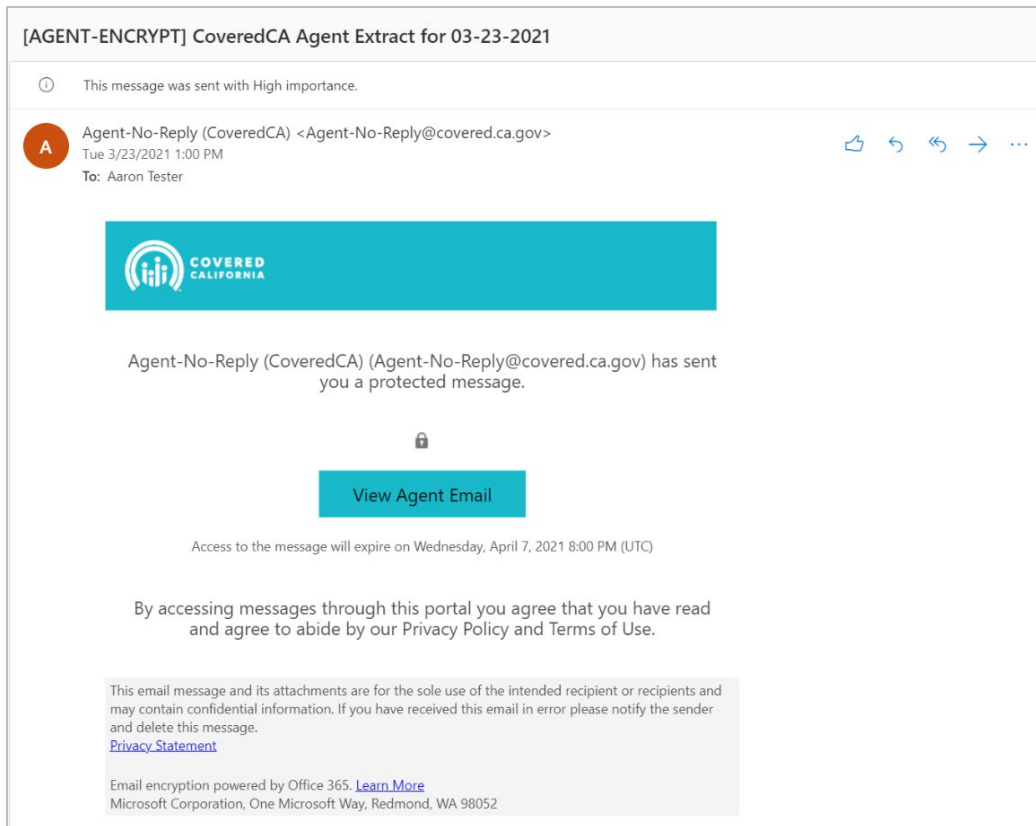 [AGENT-ENCRYPT] CoveredCA Agent Extract for 03-23-2021
This message was sent with High importance.
A
Agent-No-Reply (CoveredCA) <Agent-No-Reply@covered.ca.gov>
Tue 3/23/2021 1:00 PM
To: Aaron Tester
COVERED
CALIFORNIA
Agent-No-Reply (CoveredCA) (Agent-No-Reply@covered.ca.gov) has sent
you a protected message.
View Agent Email
Access to the message will expire on Wednesday, April 7, 2021 8:00 PM (UTC)
By accessing messages through this portal you agree that you have read
and agree to abide by our Privacy Policy and Terms of Use.
This email message and its attachments are for the sole use of the intended recipient or recipients and
may contain confidential information. If you have received this email in error please notify the sender
and delete this message.
Privacy Statement
Email encryption powered by Office 365. Learn More
Microsoft Corporation, One Microsoft Way, Redmond, WA 98052